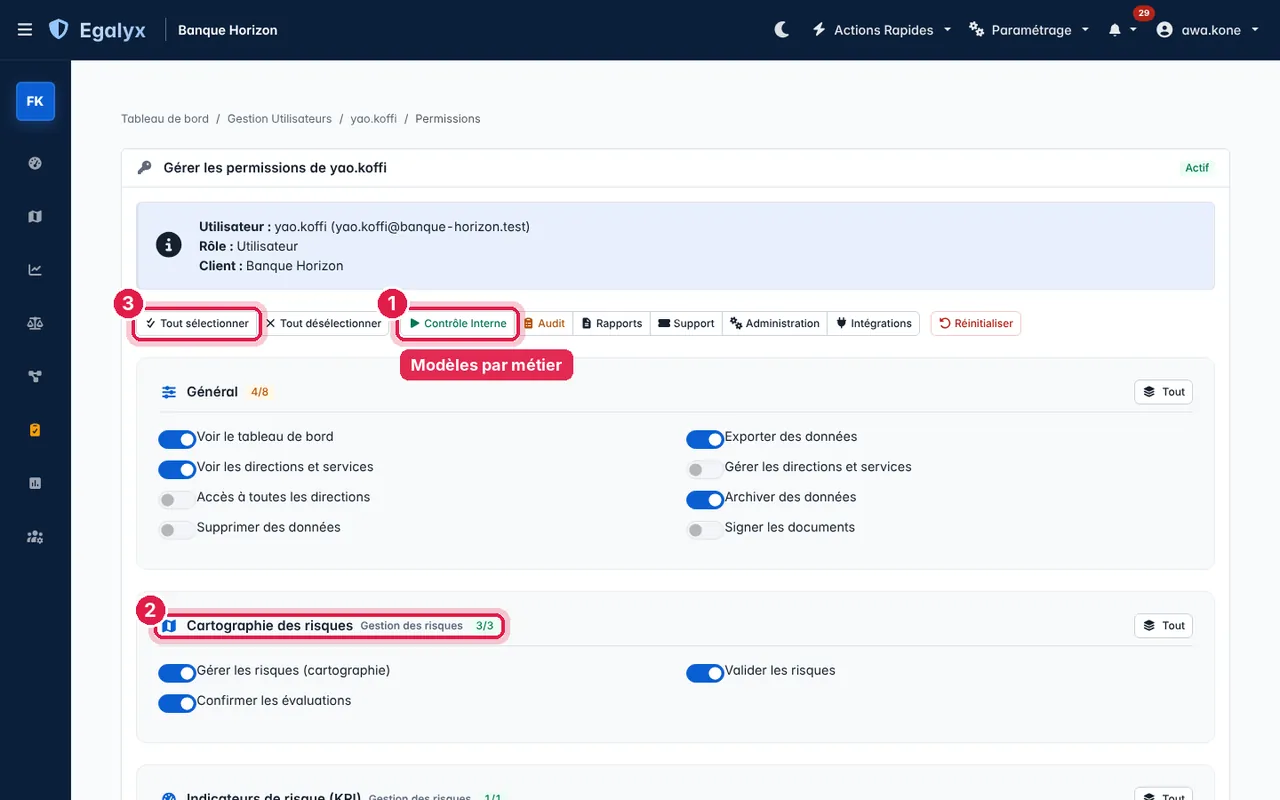 Egalyx
Banque Horizon
Actions Rapides
Paramétrage
29
awa.kone
FK
Tableau de bord / Gestion Utilisateurs / yao.koffi / Permissions
Gérer les permissions de yao.koffi
Actif
Utilisateur : yao.koffi (yao.koffi@banque-horizon.test)
Rôle : Utilisateur
Client : Banque Horizon
3
1
Tout sélectionner
Tout désélectionner
Contrôle Interne
Audit
Rapports
Support
Administration
Intégrations
Réinitialiser
Modèles par métier
Général 4/8
Tout
Voir le tableau de bord
Exporter des données
Voir les directions et services
Gérer les directions et services
Accès à toutes les directions
Archiver des données
Supprimer des données
Signer les documents
2
Cartographie des risques Gestion des risques 3/3
Tout
Gérer les risques (cartographie)
Valider les risques
Confirmer les évaluations
Indicateurs de risque (KRI) Gestion des risques 1/1
Tout